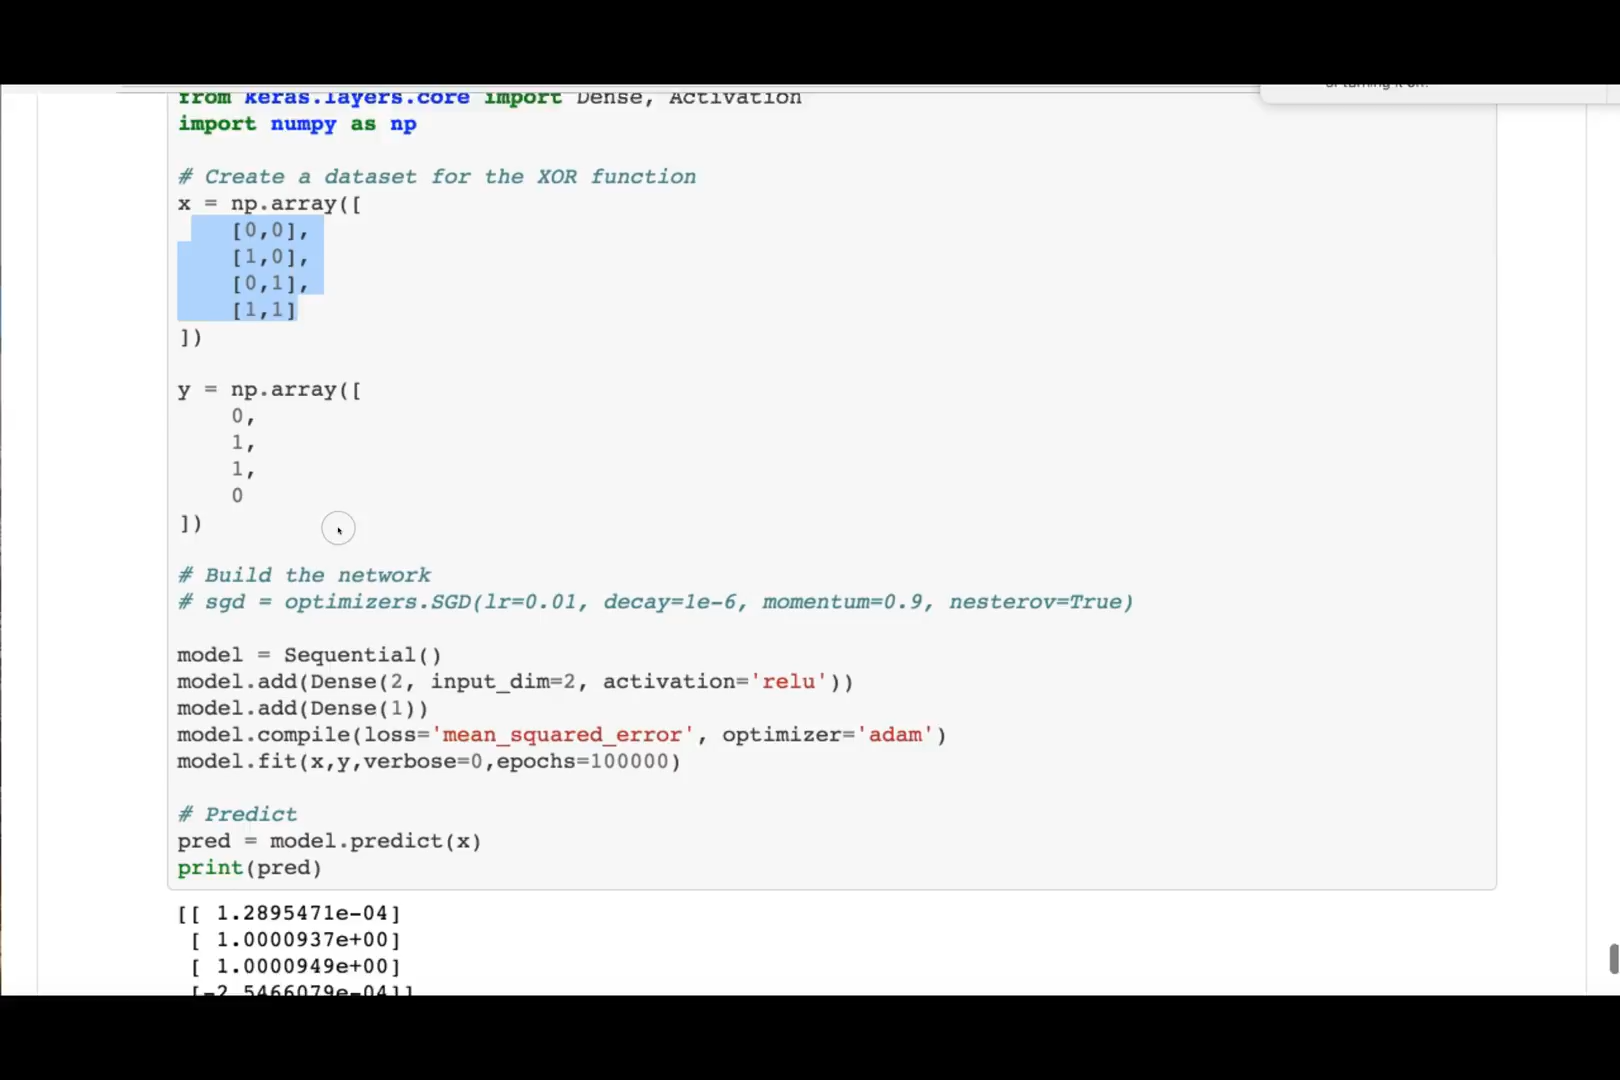 from keras.layers.core import Dense, Activation
import numpy as np
# Create a dataset for the XOR function
x = np.array([
[0,0],
[1,0],
[0,1],
[1,1]
])
y = np.array([
0,
1,
1,
0
])
# Build the network
# sgd = optimizers.SGD(lr=0.01, decay=1e-6, momentum=0.9, nesterov=True)
model = Sequential()
model.add(Dense(2, input_dim=2, activation='relu'))
model.add(Dense(1))
model.compile(loss='mean_squared_error', optimizer='adam')
model.fit(x,y,verbose=0,epochs=100000)
# Predict
pred = model.predict(x)
print(pred)
[[ 1.2895471e-04]
[ 1.0000937e+00]
[ 1.0000949e+00]
[-2.5466079e-04]]